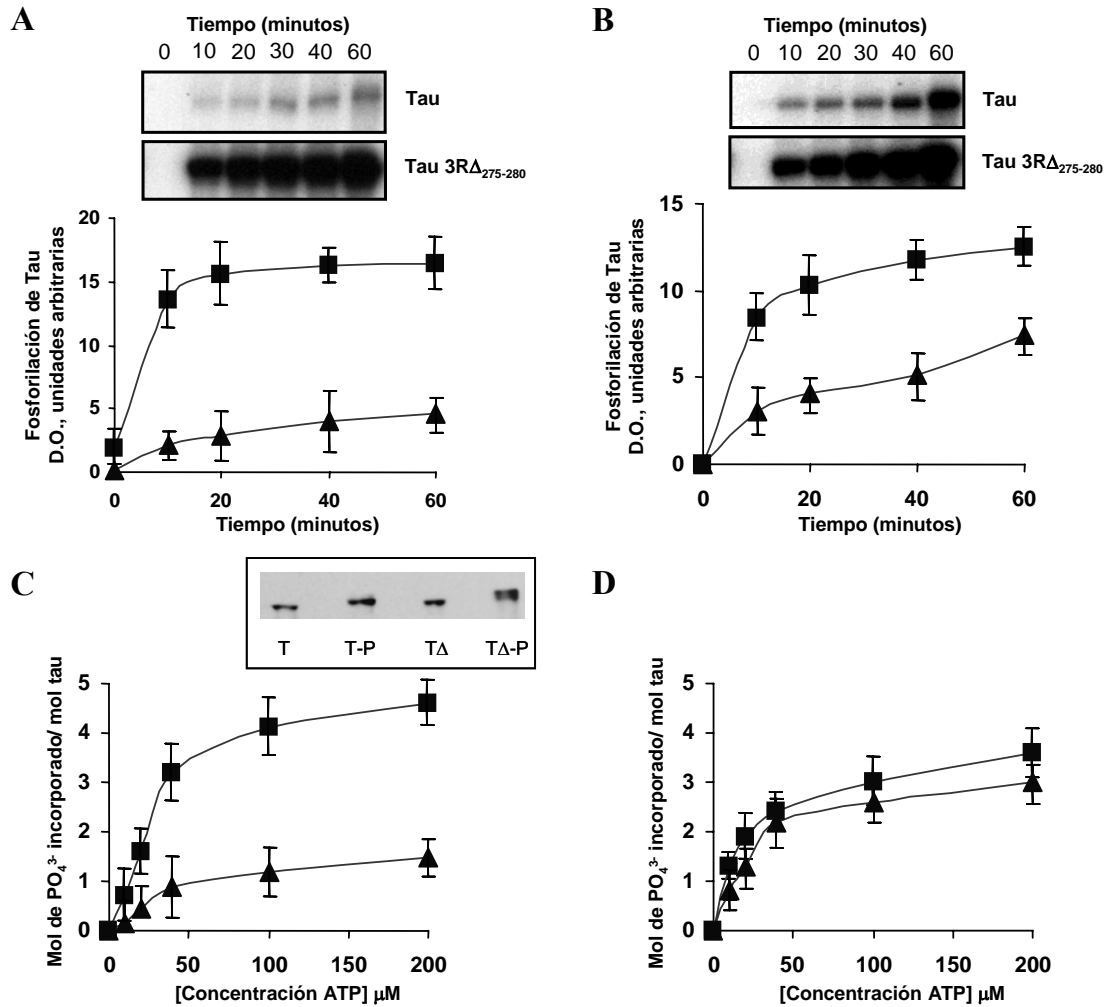 A
Tiempo (minutos)
0 10 20 30 40 60
Tau
Tau 3RΔ275-280
20
15
10
5
0
Fosforilación de Tau
D.O., unidades arbitrarias
0 20 40 60
Tiempo (minutos)
B
Tiempo (minutos)
0 10 20 30 40 60
Tau
Tau 3RΔ275-280
15
10
5
0
Fosforilación de Tau
D.O., unidades arbitrarias
0 20 40 60
Tiempo (minutos)
C
T T-P TΔ TΔ-P
5
4
3
2
1
0
Mol de PO₄³⁻ incorporado/ mol tau
0 50 100 150 200
[Concentración ATP] μM
D
5
4
3
2
1
0
Mol de PO₄³⁻ incorporado/ mol tau
0 50 100 150 200
[Concentración ATP] μM